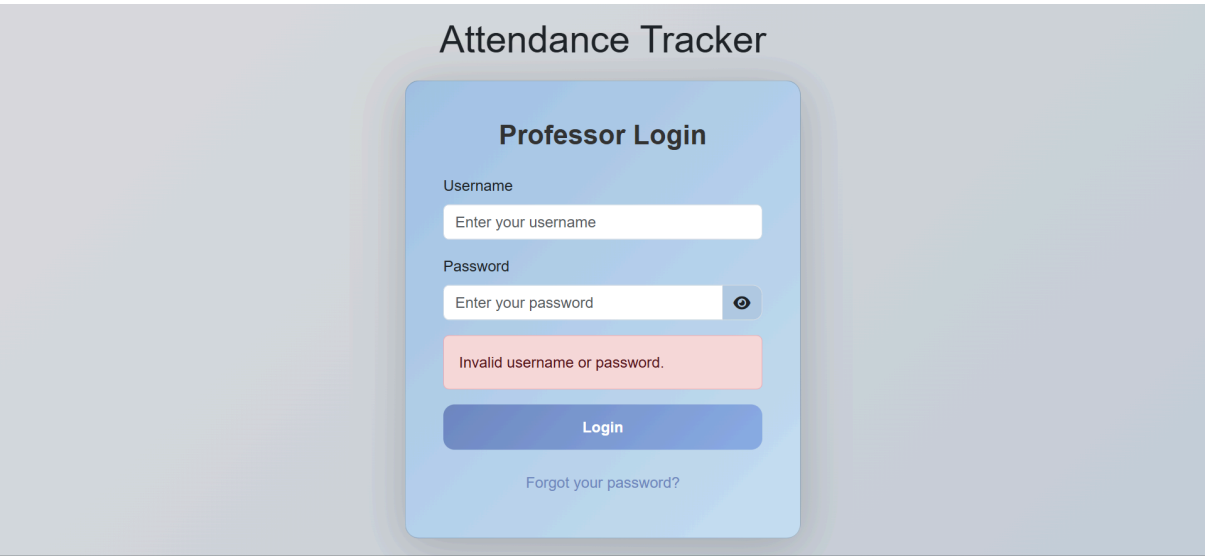 Attendance Tracker
Professor Login
Username
Enter your username
Password
Enter your password
Invalid username or password.
Login
Forgot your password?